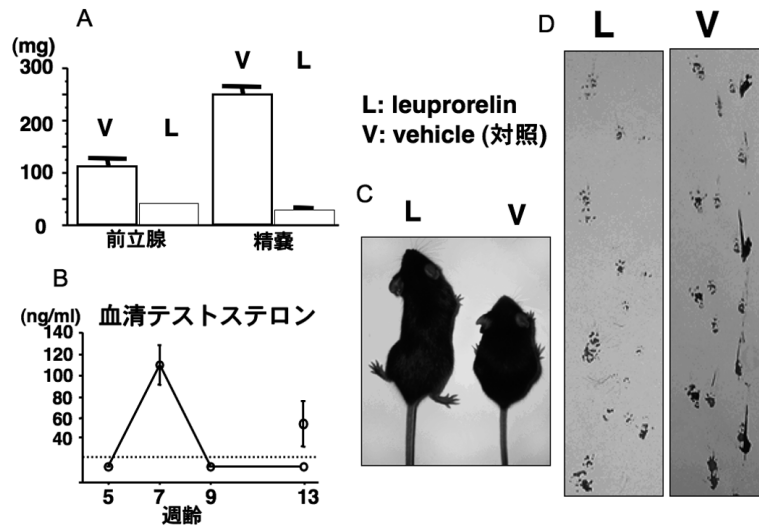 A
(mg)
300
200
100
0
V
L
V
L
前立腺
精嚢
L: leuprorelin
V: vehicle (対照)
B
(ng/ml)
血清テストステロン
140
120
100
80
60
40
5
7
9
13
週齢
C
L
V
D
L
V